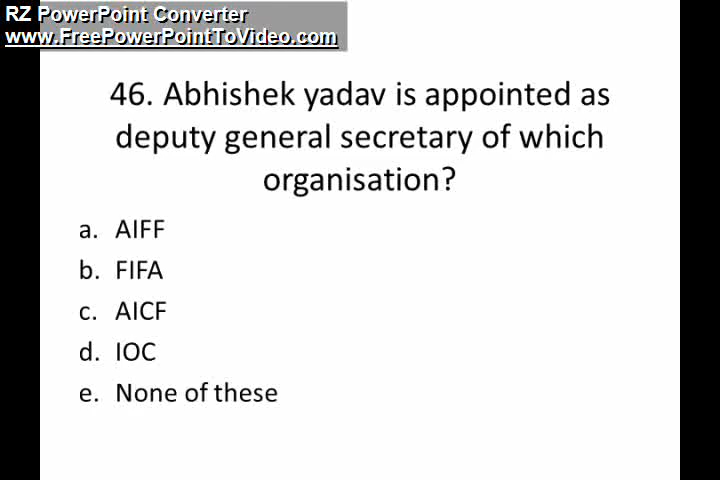 RZ PowerPoint Converter
www.FreePowerPointToVideo.com
46. Abhishek yadav is appointed as
deputy general secretary of which
organisation?
a. AIFF
b. FIFA
c. AICF
d. IOC
e. None of these